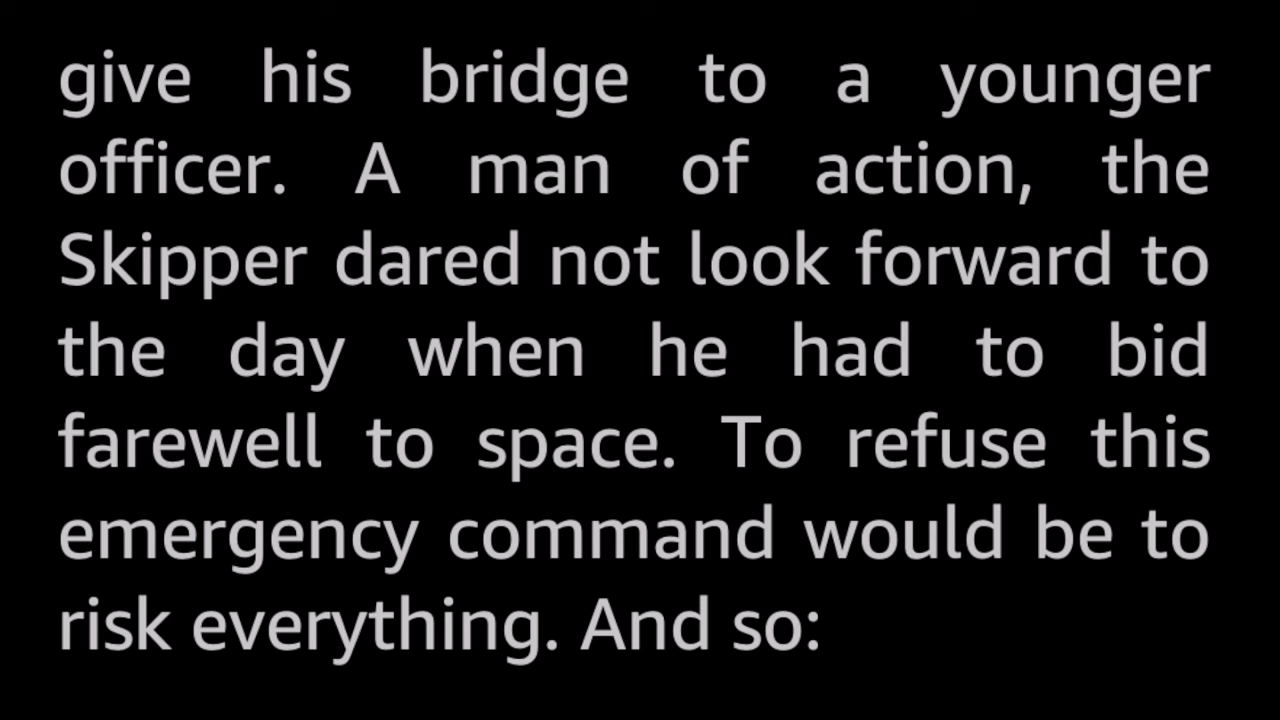 give his bridge to a younger
officer. A man of action, the
Skipper dared not look forward to
the day when he had to bid
farewell to space. To refuse this
emergency command would be to
risk everything. And so: